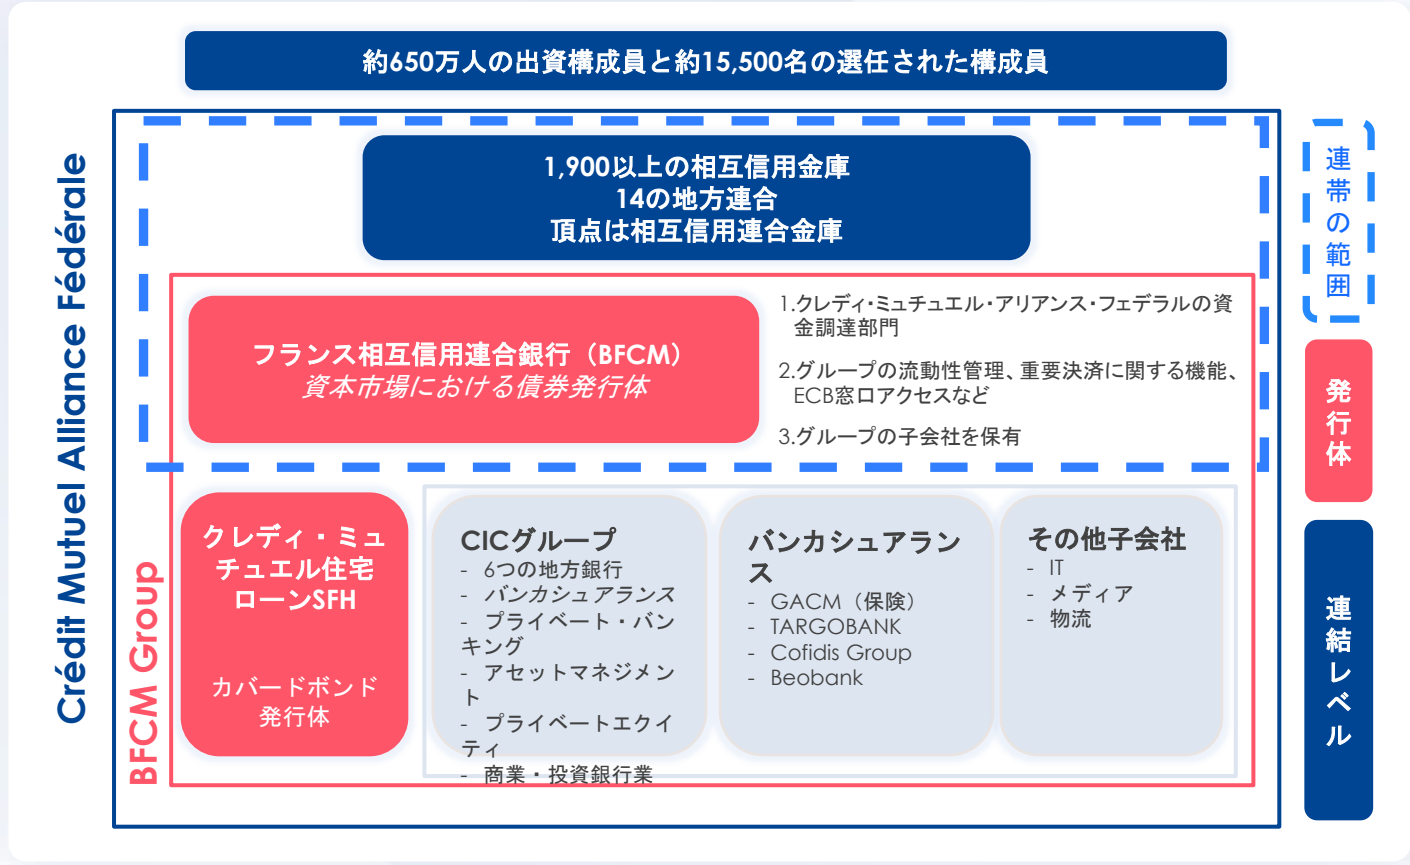 約650万人の出資構成員と約15,500名の選任された構成員
Crédit Mutuel Alliance Fédérale
1,900以上の相互信用金庫
14の地方連合
頂点は相互信用連合金庫
連帯の範囲
BFCM Group
フランス相互信用連合銀行（BFCM）
資本市場における債券発行体
1.クレディ・ミュチュエル・アリアンス・フェデラルの資
金調達部門
2.グループの流動性管理、重要決済に関する機能、
ECB窓口アクセスなど
3.グループの子会社を保有
発行体
クレディ・ミュ
チュエル住宅
ローンSFH
カバードボンド
発行体
CICグループ
- 6つの地方銀行
- バンカシュアランス
- プライベート・バン
キング
- アセットマネジメン
ト
- プライベートエクイ
ティ
- 商業・投資銀行業
バンカシュアラン
ス
- GACM（保険）
- TARGOBANK
- Cofidis Group
- Beobank
その他子会社
- IT
- メディア
- 物流
連結レベル